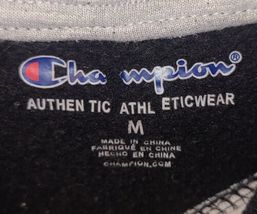 Champion®
AUTHENTIC ATHLETICWEAR
M
MADE IN CHINA
FABRIQUÉ EN CHINE
HECHO EN CHINA
CHAMPION.COM